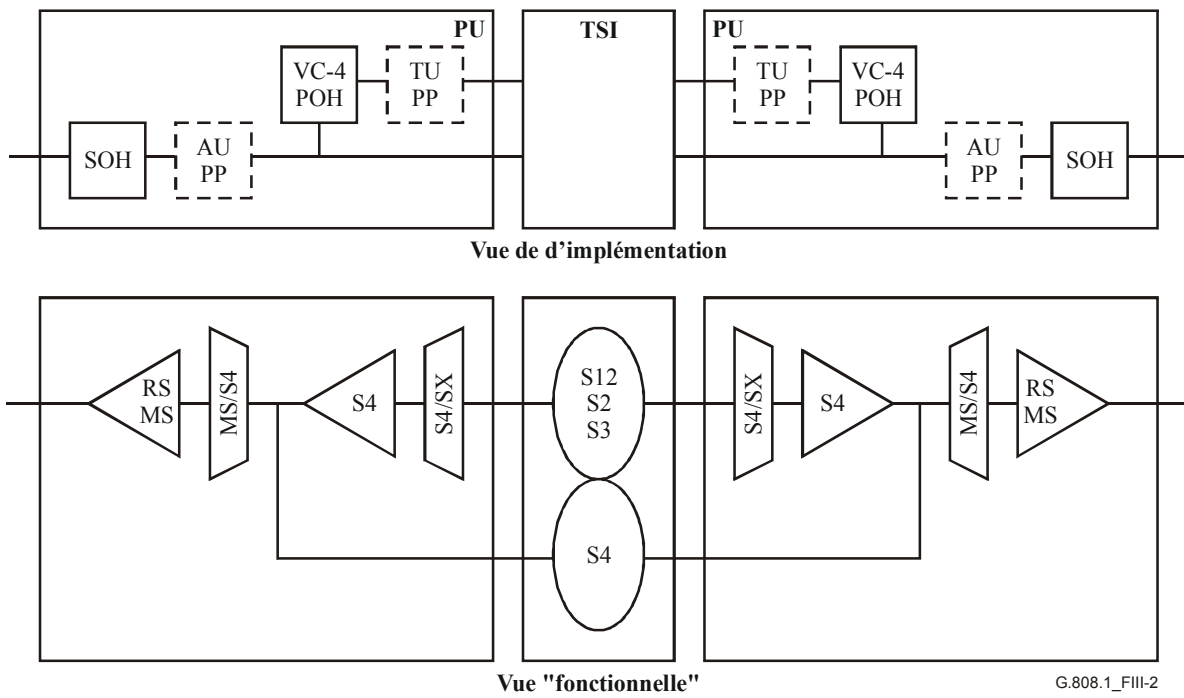 PU
TSI
PU
VC-4
POH
TU
PP
TU
PP
VC-4
POH
SOH
AU
PP
AU
PP
SOH
Vue de d’implémentation
RS
MS
MS/S4
S4
S4/SX
S12
S2
S3
S4/SX
S4
MS/S4
RS
MS
S4
Vue "fonctionnelle"
G.808.1_FIII-2